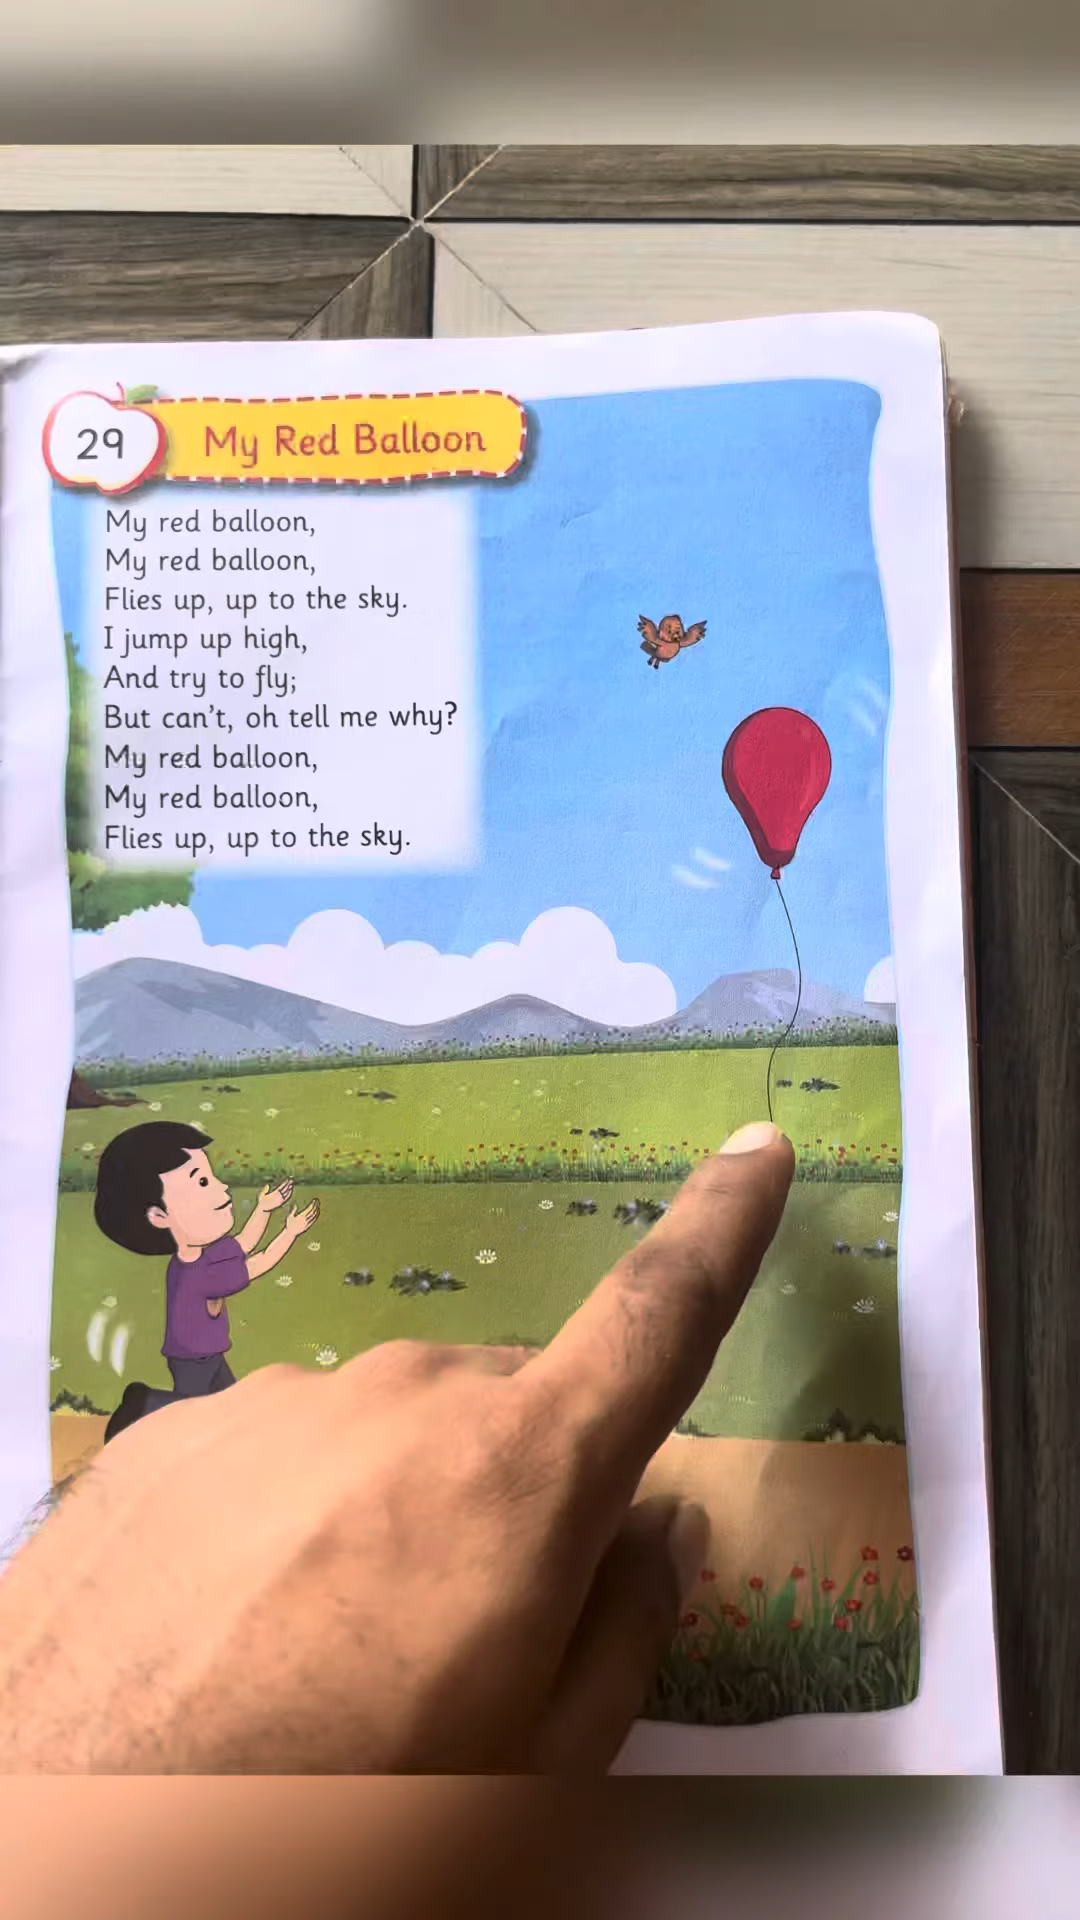 29
My Red Balloon
My red balloon,
My red balloon,
Flies up, up to the sky.
I jump up high,
And try to fly;
But can't, oh tell me why?
My red balloon,
My red balloon,
Flies up, up to the sky.